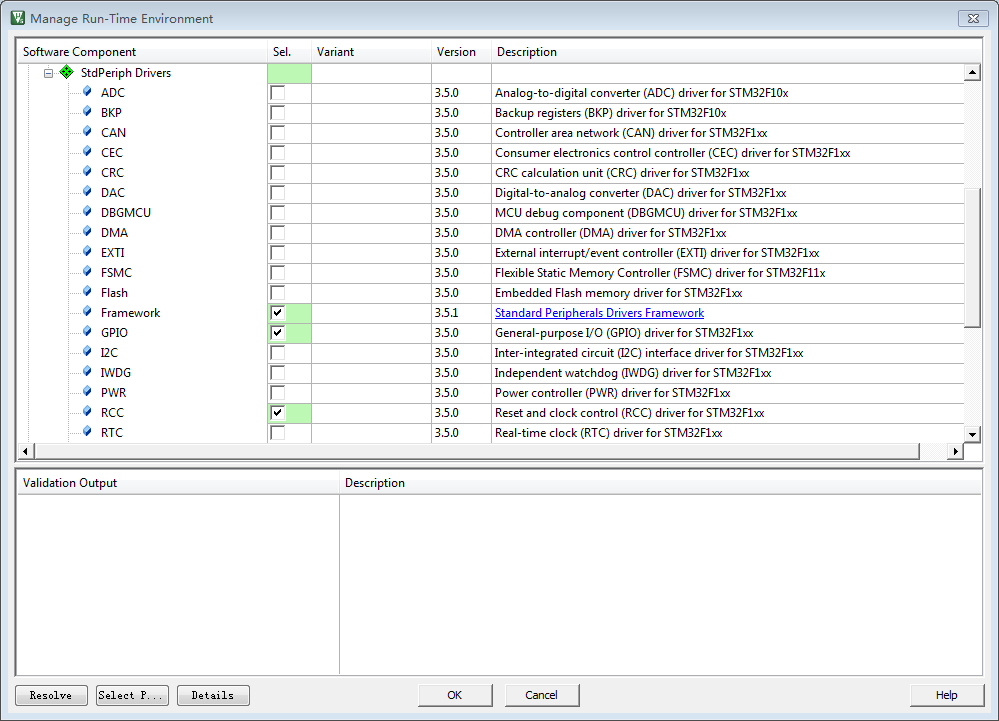 Manage Run-Time Environment
Software Component Sel. Variant Version Description
StdPeriph Drivers
ADC 3.5.0 Analog-to-digital converter (ADC) driver for STM32F10x
BKP 3.5.0 Backup registers (BKP) driver for STM32F10x
CAN 3.5.0 Controller area network (CAN) driver for STM32F1xx
CEC 3.5.0 Consumer electronics control controller (CEC) driver for STM32F1xx
CRC 3.5.0 CRC calculation unit (CRC) driver for STM32F1xx
DAC 3.5.0 Digital-to-analog converter (DAC) driver for STM32F1xx
DBGMCU 3.5.0 MCU debug component (DBGMCU) driver for STM32F1xx
DMA 3.5.0 DMA controller (DMA) driver for STM32F1xx
EXTI 3.5.0 External interrupt/event controller (EXTI) driver for STM32F1xx
FSMC 3.5.0 Flexible Static Memory Controller (FSMC) driver for STM32F11x
Flash 3.5.0 Embedded Flash memory driver for STM32F1xx
Framework 3.5.1 Standard Peripherals Drivers Framework
GPIO 3.5.0 General-purpose I/O (GPIO) driver for STM32F1xx
I2C 3.5.0 Inter-integrated circuit (I2C) interface driver for STM32F1xx
IWDG 3.5.0 Independent watchdog (IWDG) driver for STM32F1xx
PWR 3.5.0 Power controller (PWR) driver for STM32F1xx
RCC 3.5.0 Reset and clock control (RCC) driver for STM32F1xx
RTC 3.5.0 Real-time clock (RTC) driver for STM32F1xx
Validation Output Description
Resolve Select P... Details OK Cancel Help